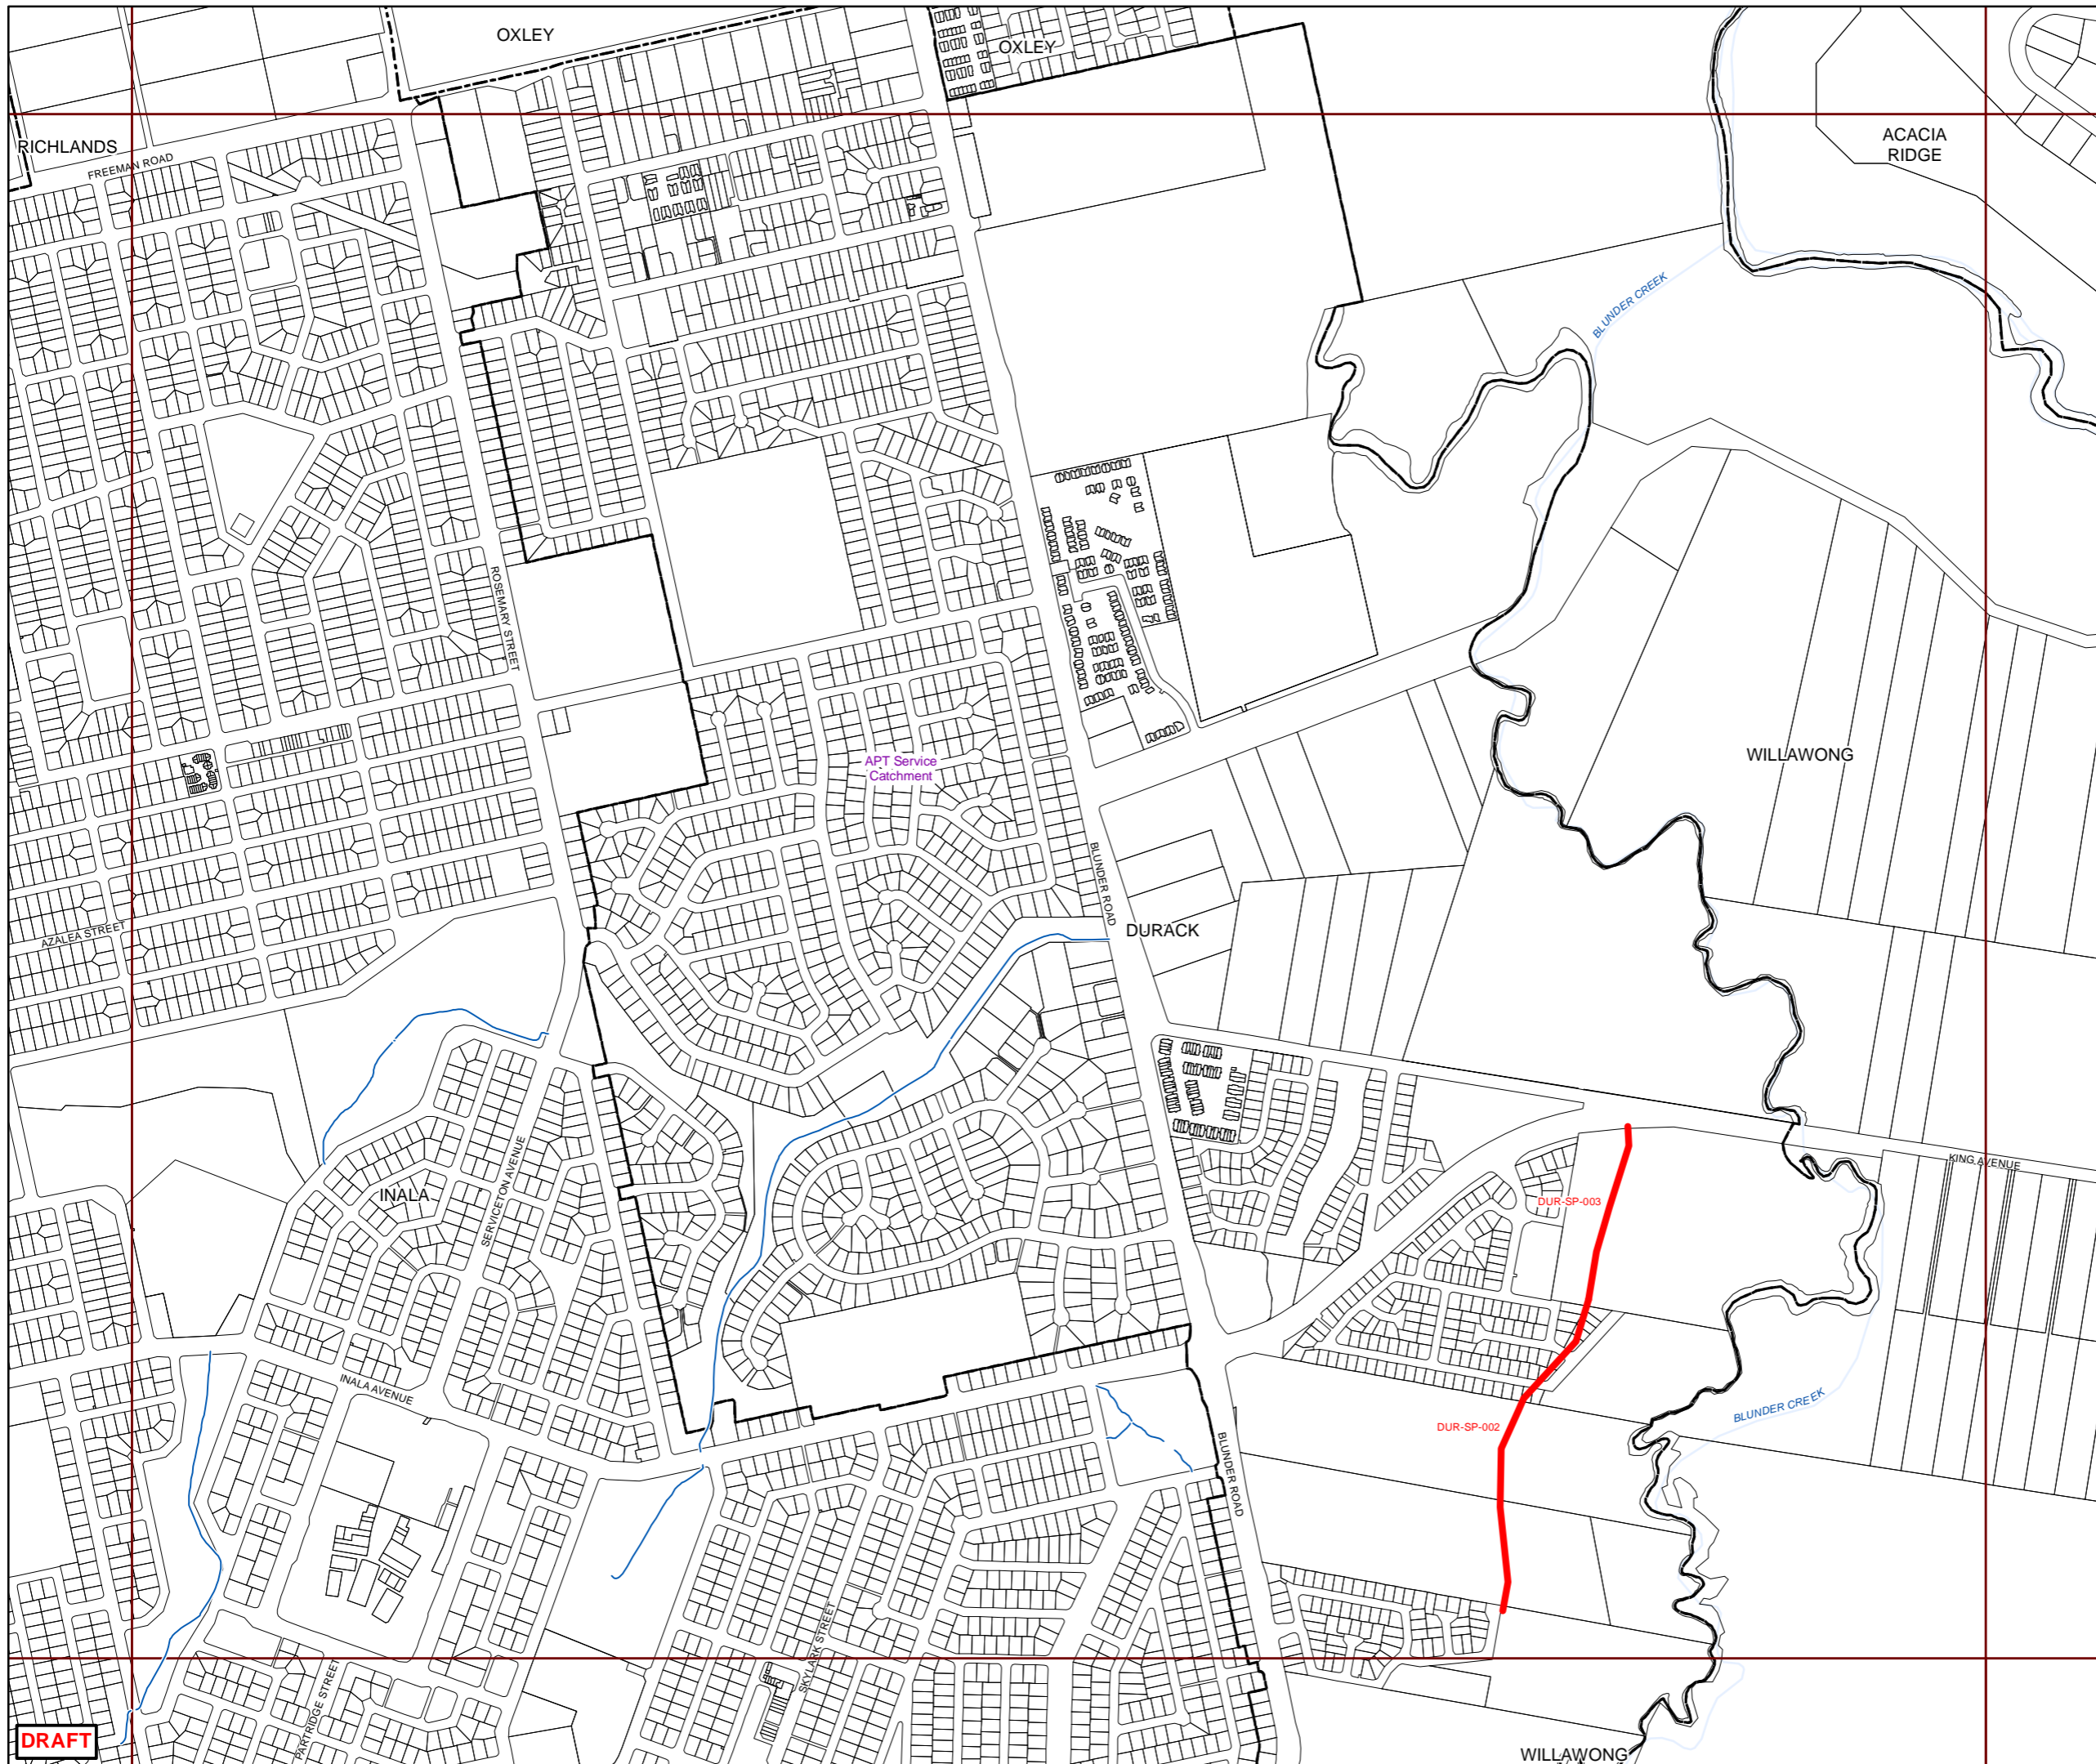 OXLEY
OXLEY
ACACIA
RIDGE
RICHLANDS
FREEMAN ROAD
BLUNDER CREEK
ROSEMARY STREET
WILLAWONG
APT Service
Catchment
BLUNDER ROAD
DURACK
AZALEA STREET
KING AVENUE
SERVICETON AVENUE
INALA
DUR-SP-003
INALA AVENUE
BLUNDER CREEK
DUR-SP-002
BLUNDER ROAD
SKYLARK STREET
PARTRIDGE STREET
DRAFT
WILLAWONG